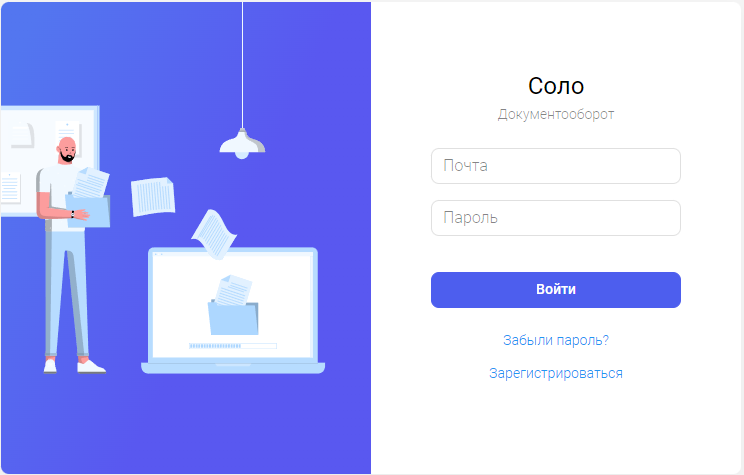 Соло
Документооборот
Почта
Пароль
Войти
Забыли пароль?
Зарегистрироваться